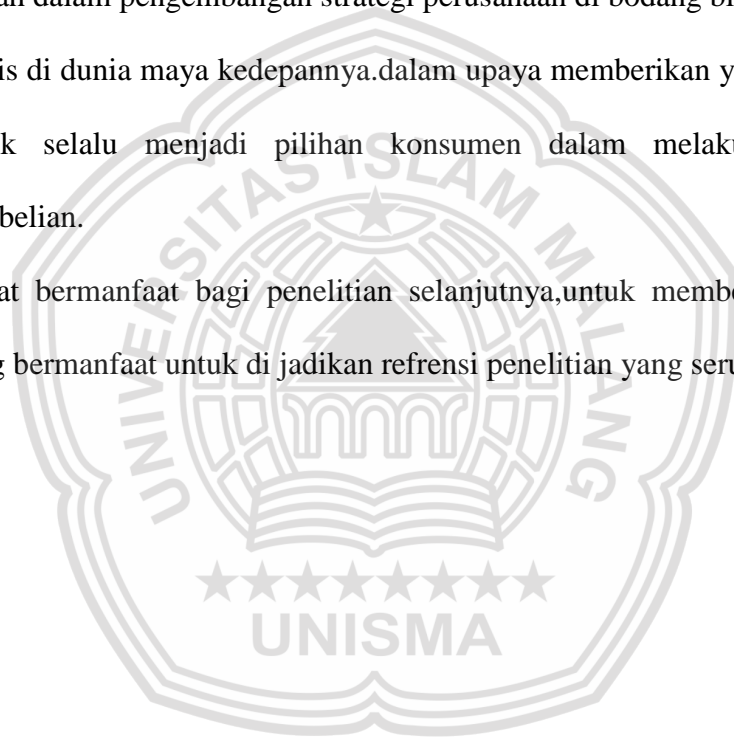 an dalam pengembangan strategi perusahaan di bodang bi
is di dunia maya kedepannya.dalam upaya memberikan y
k selalu menjadi pilihan konsumen dalam melaku
belian.
at bermanfaat bagi penelitian selanjutnya,untuk membe
g bermanfaat untuk di jadikan refrensi penelitian yang seru
UNIVERSITAS ISLAM MALANG
UNISMA